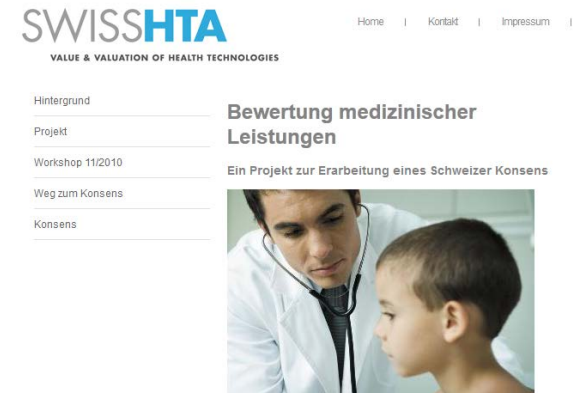 SWISSHTA
VALUE & VALUATION OF HEALTH TECHNOLOGIES
Home | Kontakt | Impressum |
Hintergrund
Projekt
Workshop 11/2010
Weg zum Konsens
Konsens
Bewertung medizinischer
Leistungen
Ein Projekt zur Erarbeitung eines Schweizer Konsens